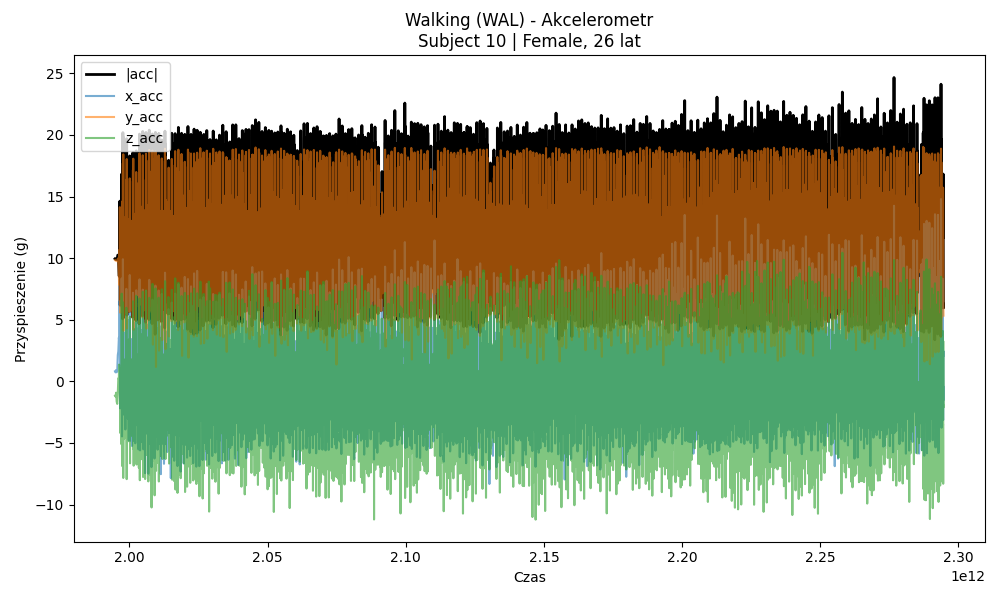 Walking (WAL) - Akcelerometr
Subject 10 | Female, 26 lat
|acc|
x_acc
y_acc
z_acc
Przyspieszenie (g)
25
20
15
10
5
0
−5
−10
2.00
2.05
2.10
2.15
2.20
2.25
2.30
1e12
Czas